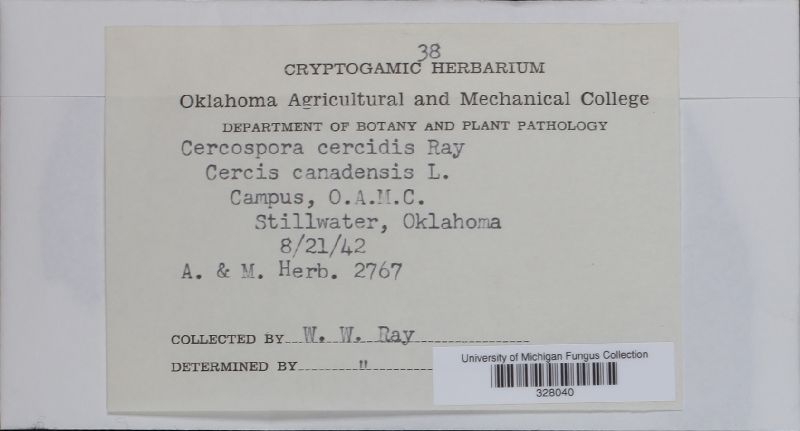 38
CRYPTOGAMIC HERBARIUM
Oklahoma Agricultural and Mechanical College
DEPARTMENT OF BOTANY AND PLANT PATHOLOGY
Cercospora cercidis Ray
Cercis canadensis L.
Campus, O.A.M.C.
Stillwater, Oklahoma
8/21/42
A. & M. Herb. 2767
COLLECTED BY W. W. Ray
DETERMINED BY "
University of Michigan Fungus Collection
328040